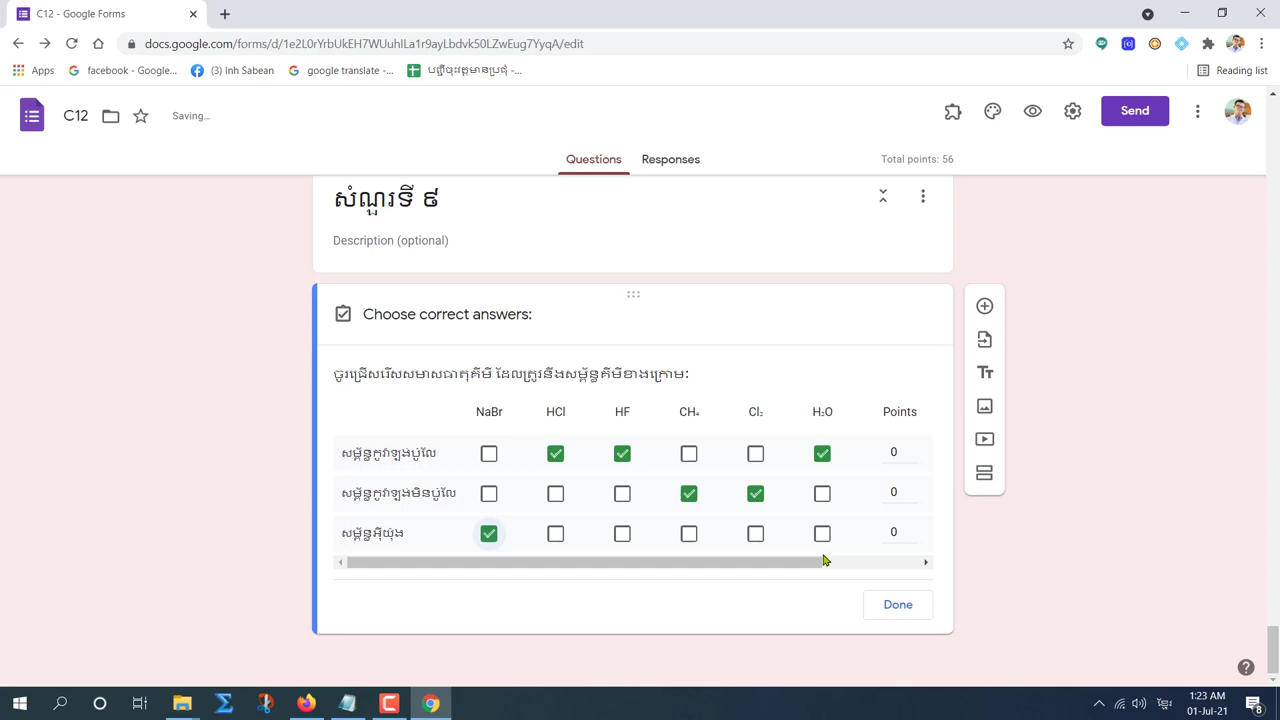 C12 - Google Forms
docs.google.com/forms/d/1e2L0rYrbUkEH7WUuhILa1fTayLbdvk50LZwEug7YyqA/edit
Apps
facebook - Google...
(3) Inh Sabean
google translate -...
Reading list
C12
Saving...
Send
Questions
Responses
Total points: 56
សំណួរទី ៩
Description (optional)
Choose correct answers:
ចូរជ្រើសរើសសមាសធាតុគីមី ដែលត្រូវនឹងសម្ព័ន្ធគីមីខាងក្រោម:
NaBr HCl HF CH₄ Cl₂ H₂O Points
សម្ព័ន្ធកូវ៉ាឡង់ប៉ូលែ 0
សម្ព័ន្ធកូវ៉ាឡង់មិនប៉ូលែ 0
សម្ព័ន្ធអ៊ីយ៉ុង 0
Done
1:23 AM
01-Jul-21
8